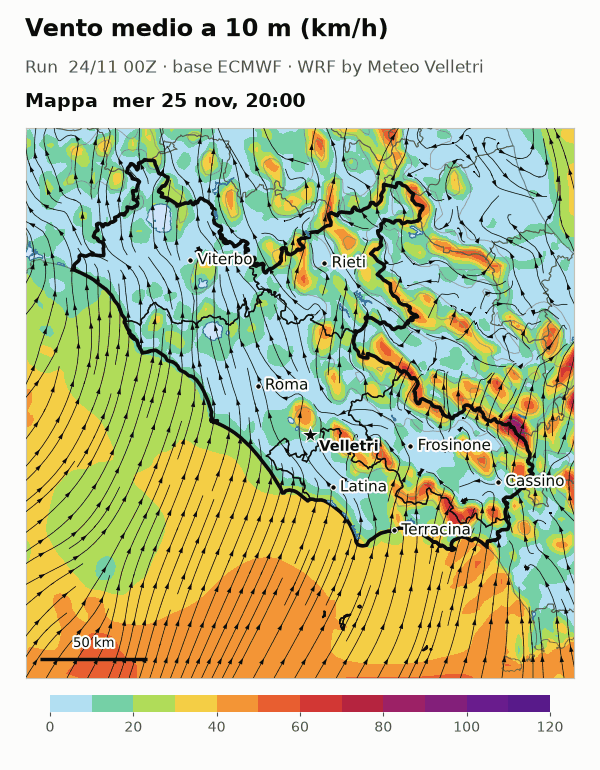 Vento medio a 10 m (km/h)
Run  24/11 00Z · base ECMWF · WRF by Meteo Velletri
Mappa  mer 25 nov, 20:00
Viterbo
Rieti
Roma
Velletri
Frosinone
Cassino
Latina
Terracina
50 km
0 20 40 60 80 100 120